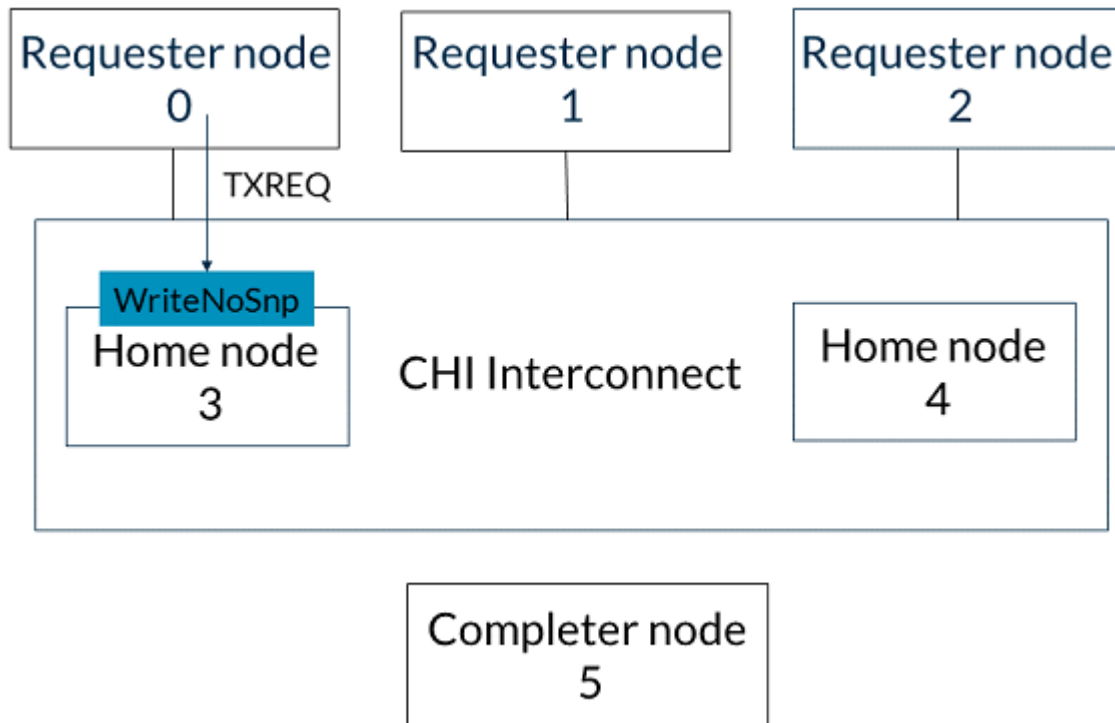 Requester node
0
Requester node
1
Requester node
2
TXREQ
WriteNoSnp
Home node
3
CHI Interconnect
Home node
4
Completer node
5